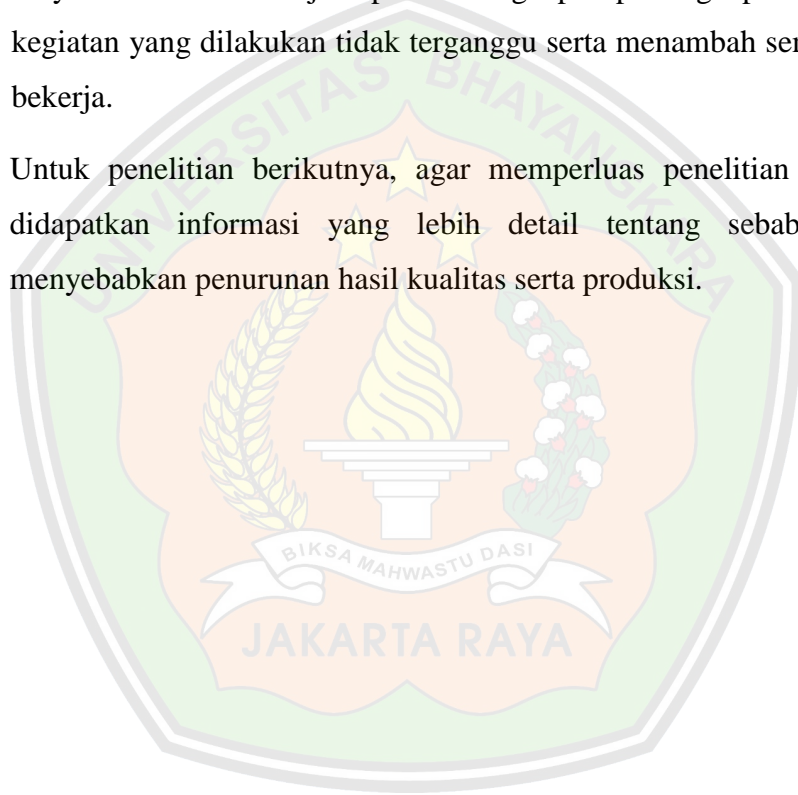 kegiatan yang dilakukan tidak terganggu serta menambah
bekerja.
Untuk penelitian berikutnya, agar memperluas penelitian
didapatkan informasi yang lebih detail tentang sebab
menyebabkan penurunan hasil kualitas serta produksi.
UNIVERSITAS BHAYANGKARA
BIKSA MAHWASTU DASI
JAKARTA RAYA